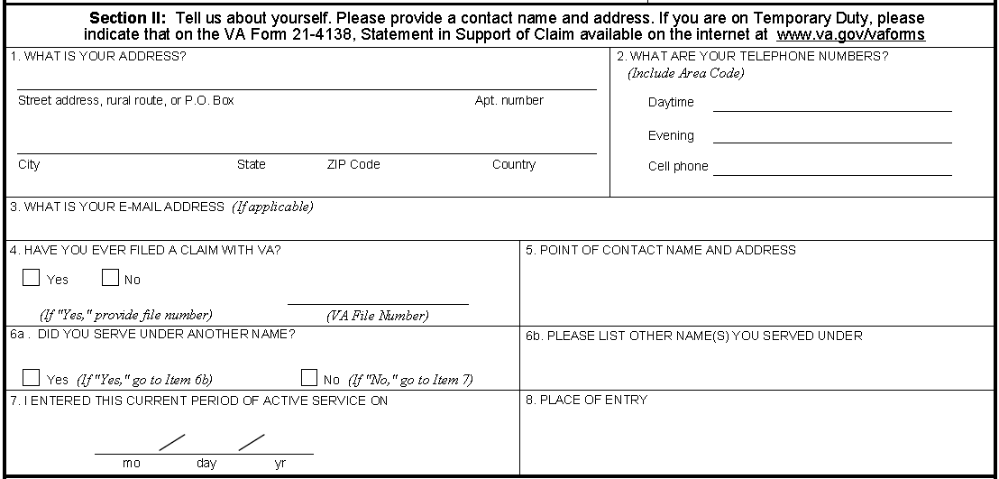 Section II: Tell us about yourself. Please provide a contact name and address. If you are on Temporary Duty, please
indicate that on the VA Form 21-4138, Statement in Support of Claim available on the internet at www.va.gov/vaforms
1. WHAT IS YOUR ADDRESS?
Street address, rural route, or P.O. Box Apt. number
City State ZIP Code Country
2. WHAT ARE YOUR TELEPHONE NUMBERS?
(Include Area Code)
Daytime
Evening
Cell phone
3. WHAT IS YOUR E-MAIL ADDRESS (If applicable)
4. HAVE YOU EVER FILED A CLAIM WITH VA?
Yes No
(If "Yes," provide file number) (VA File Number)
5. POINT OF CONTACT NAME AND ADDRESS
6a . DID YOU SERVE UNDER ANOTHER NAME?
Yes (If "Yes," go to Item 6b) No (If "No," go to Item 7)
6b. PLEASE LIST OTHER NAME(S) YOU SERVED UNDER
7. I ENTERED THIS CURRENT PERIOD OF ACTIVE SERVICE ON
mo day yr
8. PLACE OF ENTRY